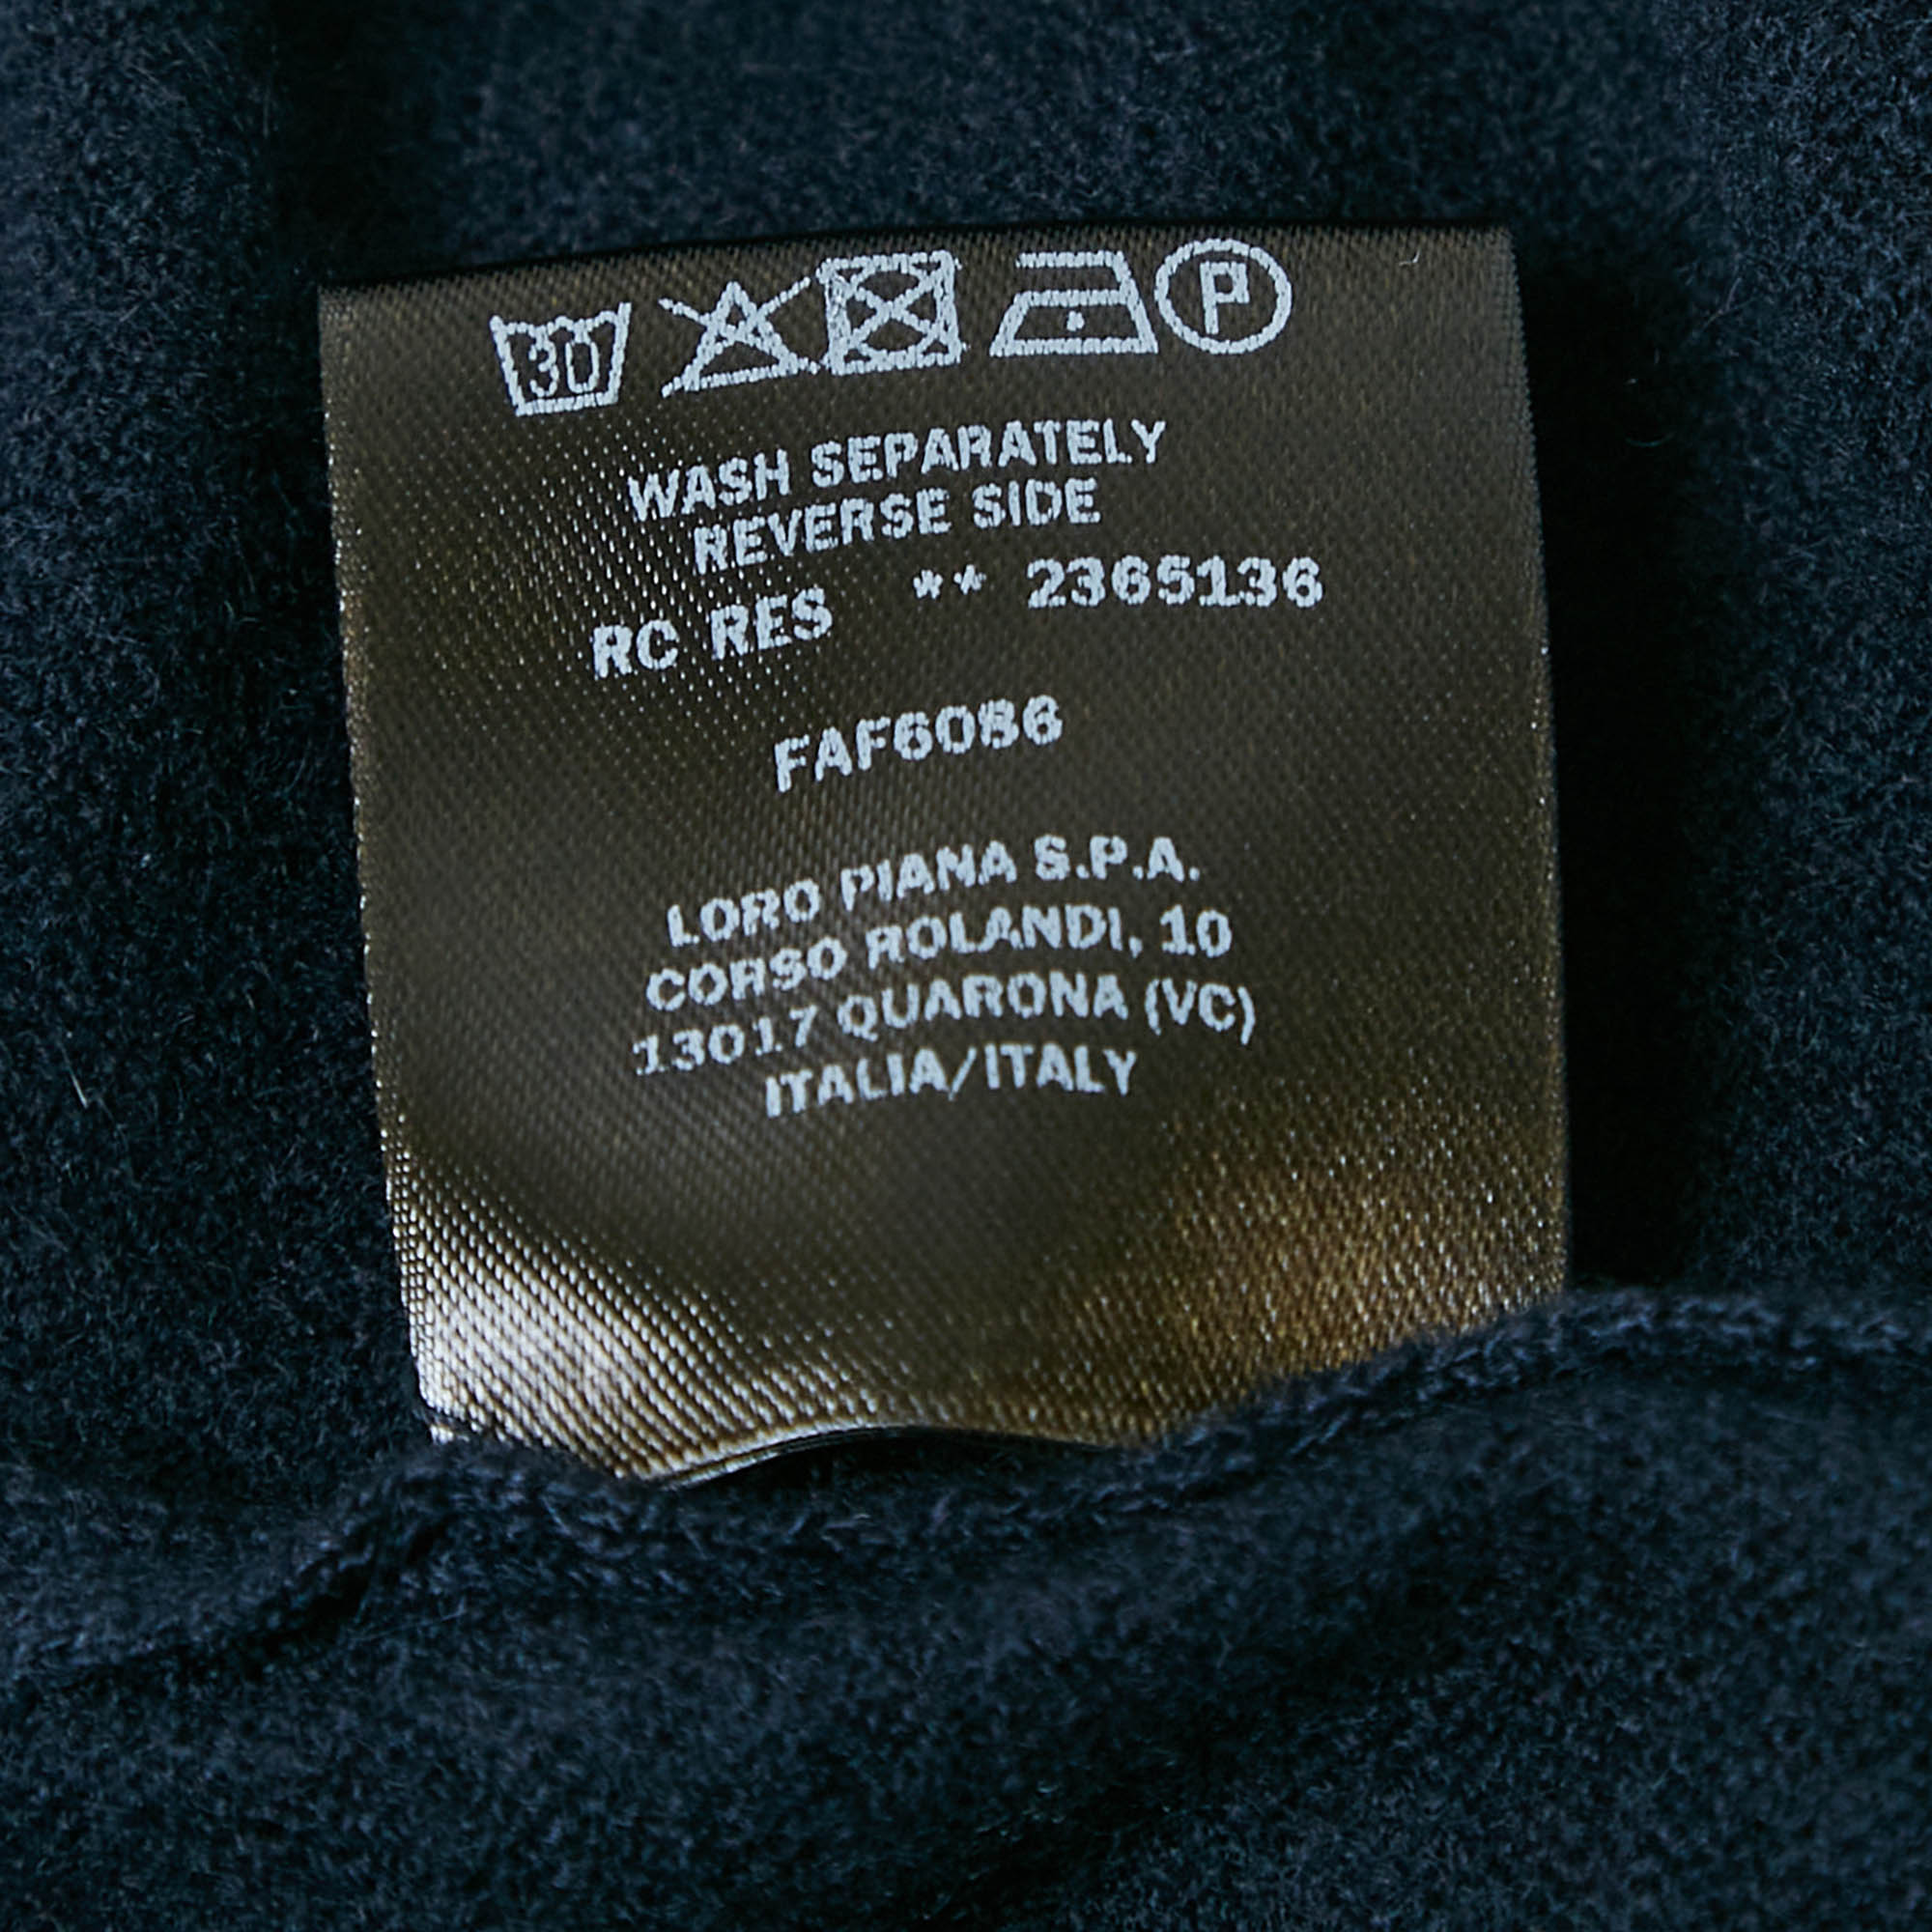 30 P
WASH SEPARATELY
REVERSE SIDE
RC RES ** 2365136
FAF6086
LORO PIANA S.P.A.
CORSO ROLANDI, 10
13017 QUARONA (VC)
ITALIA/ITALY